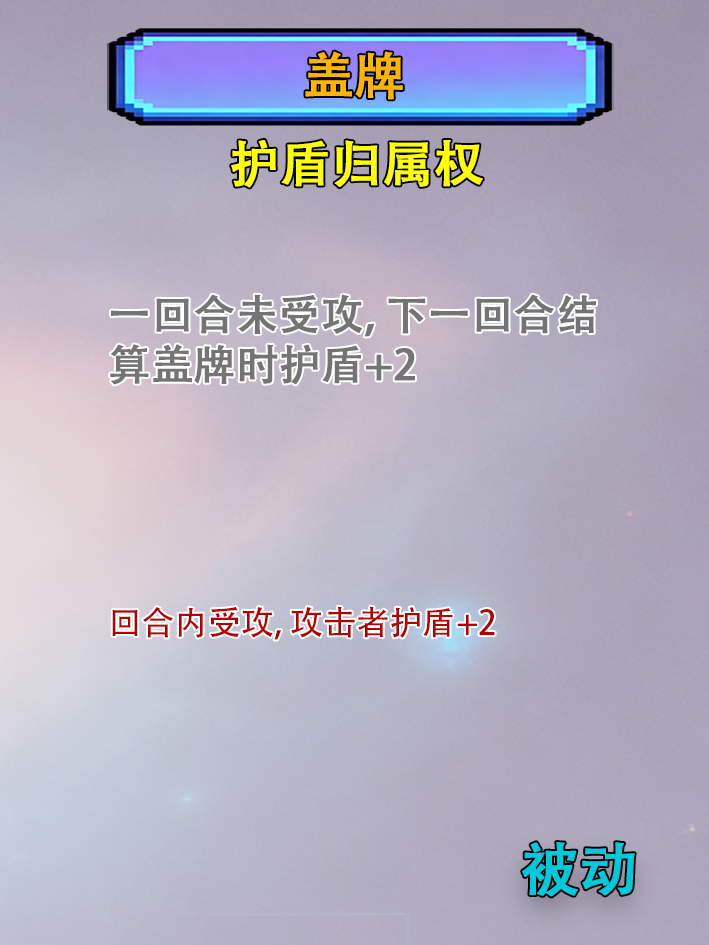 盖牌
护盾归属权
一回合未受攻, 下一回合结
算盖牌时护盾+2
回合内受攻, 攻击者护盾+2
被动